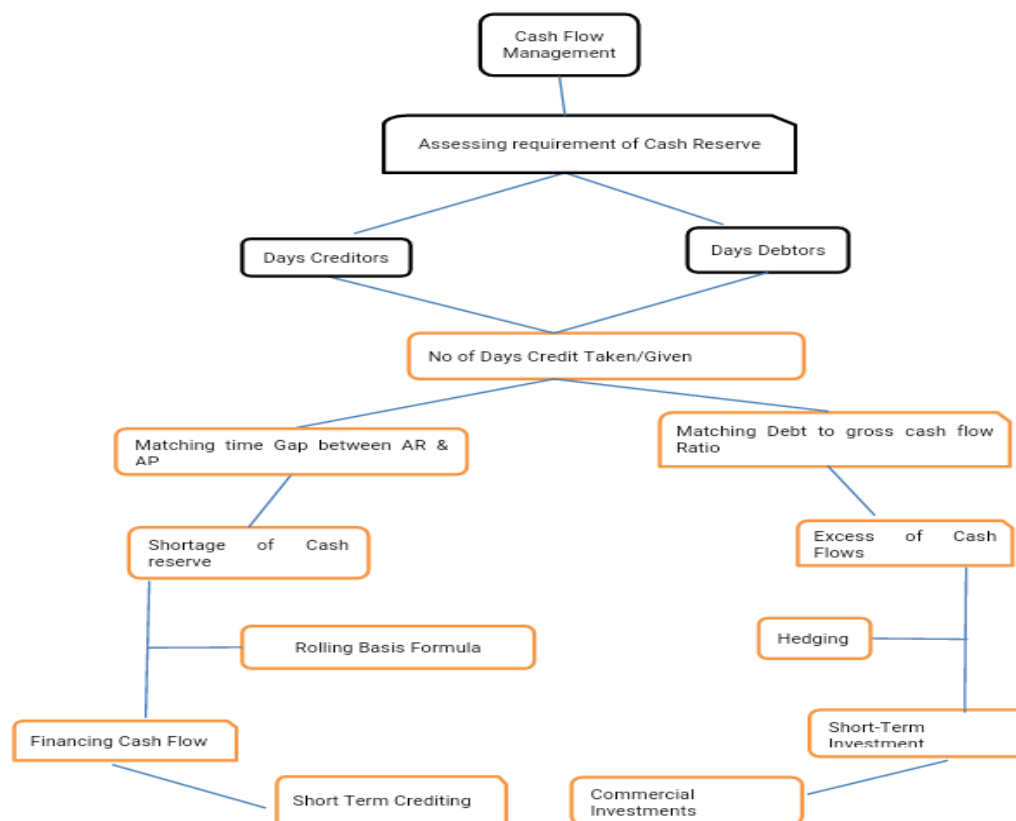 Cash Flow
Management
Assessing requirement of Cash Reserve
Days Creditors
Days Debtors
No of Days Credit Taken/Given
Matching time Gap between AR &
AP
Matching Debt to gross cash flow
Ratio
Shortage of Cash
reserve
Excess of Cash
Flows
Rolling Basis Formula
Hedging
Financing Cash Flow
Short-Term
Investment
Short Term Crediting
Commercial
Investments